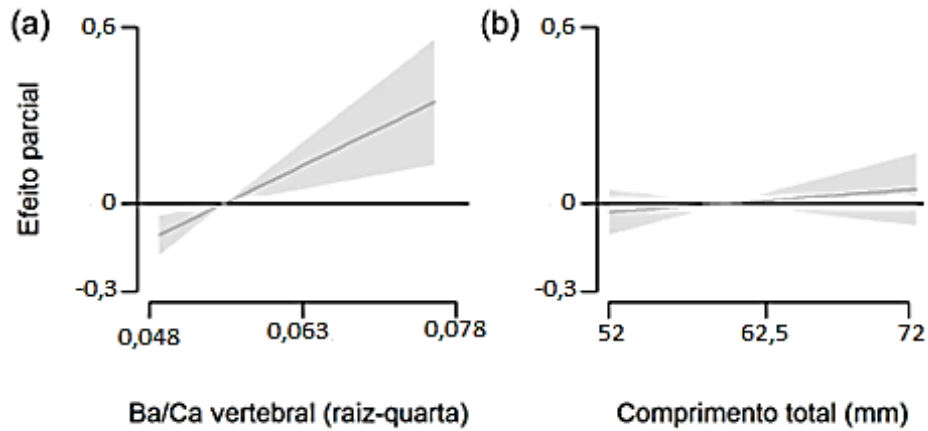 (a)
0,6
0
-0,3
Efeito parcial
0,048
0,063
0,078
Ba/Ca vertebral (raiz-quarta)
(b)
0,6
0
-0,3
52
62,5
72
Comprimento total (mm)